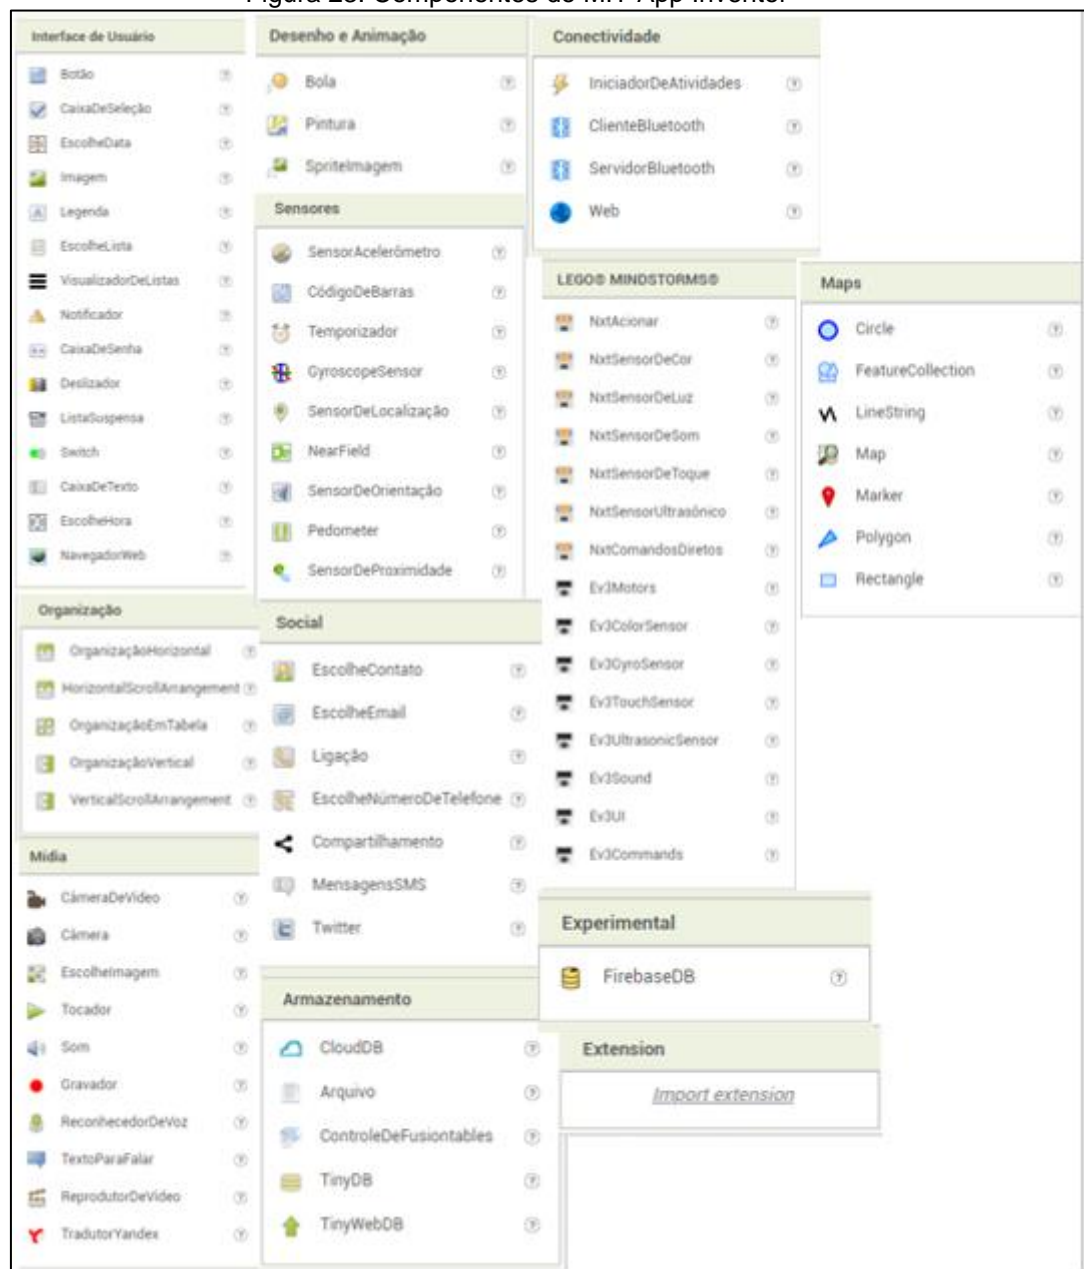 Figura 28. Componentes do MIT App Inventor
Interface de Usuário
Botão
CaixaDeSeleção
EscolheData
Imagem
Legenda
EscolheLista
VisualizadorDeListas
Notificador
CaixaDeSenha
Deslizador
ListaSuspensa
Switch
CaixaDeTexto
EscolheHora
NavegadorWeb
Organização
OrganizaçãoHorizontal
HorizontalScrollArrangement
OrganizaçãoEmTabela
OrganizaçãoVertical
VerticalScrollArrangement
Mídia
CâmeraDeVídeo
Câmera
EscolheImagem
Tocador
Som
Gravador
ReconhecedorDeVoz
TextoParaFalar
ReprodutorDeVídeo
TradutorYandex
Desenho e Animação
Bola
Pintura
SpriteImagem
Sensores
SensorAcelerômetro
CódigoDeBarras
Temporizador
GyroscopeSensor
SensorDeLocalização
NearField
SensorDeOrientação
Pedometer
SensorDeProximidade
Social
EscolheContato
EscolheEmail
Ligação
EscolheNúmeroDeTelefone
Compartilhamento
MensagensSMS
Twitter
Armazenamento
CloudDB
Arquivo
ControleDeFusiontables
TinyDB
TinyWebDB
Conectividade
IniciadorDeAtividades
ClienteBluetooth
ServidorBluetooth
Web
LEGO® MINDSTORMS®
NxtAcionar
NxtSensorDeCor
NxtSensorDeLuz
NxtSensorDeSom
NxtSensorDeToque
NxtSensorUltrasônico
NxtComandosDiretos
Ev3Motors
Ev3ColorSensor
Ev3GyroSensor
Ev3TouchSensor
Ev3UltrasonicSensor
Ev3Sound
Ev3UI
Ev3Commands
Experimental
FirebaseDB
Extension
Import extension
Maps
Circle
FeatureCollection
LineString
Map
Marker
Polygon
Rectangle